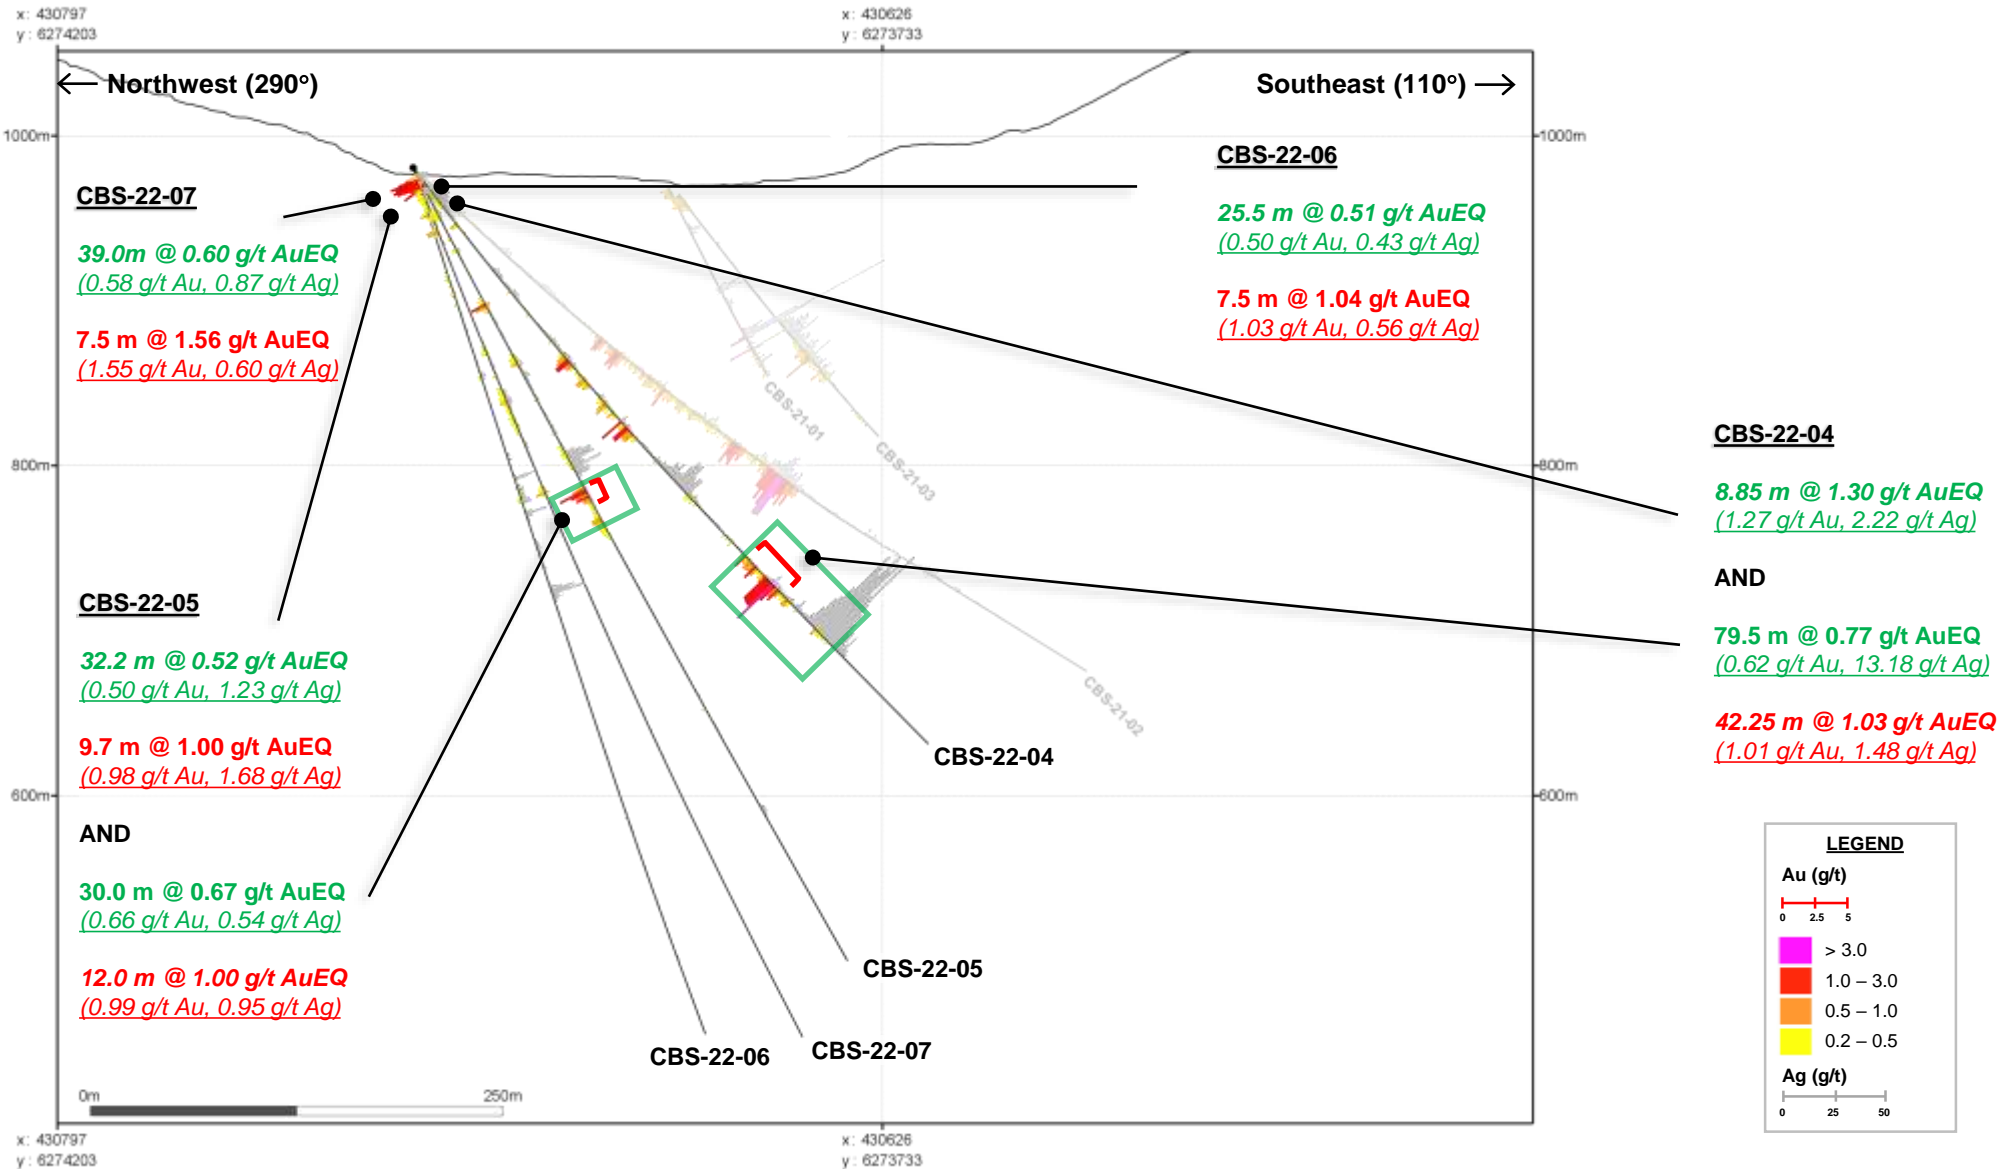 x: 430797
y: 6274203
x: 430626
y: 6273733
← Northwest (290°)
Southeast (110°) →
1000m
1000m
CBS-22-07
39.0m @ 0.60 g/t AuEQ
(0.58 g/t Au, 0.87 g/t Ag)
7.5 m @ 1.56 g/t AuEQ
(1.55 g/t Au, 0.60 g/t Ag)
CBS-22-06
25.5 m @ 0.51 g/t AuEQ
(0.50 g/t Au, 0.43 g/t Ag)
7.5 m @ 1.04 g/t AuEQ
(1.03 g/t Au, 0.56 g/t Ag)
CBS-21-01
CBS-21-03
800m
800m
CBS-22-04
8.85 m @ 1.30 g/t AuEQ
(1.27 g/t Au, 2.22 g/t Ag)
AND
79.5 m @ 0.77 g/t AuEQ
(0.62 g/t Au, 13.18 g/t Ag)
42.25 m @ 1.03 g/t AuEQ
(1.01 g/t Au, 1.48 g/t Ag)
CBS-22-05
32.2 m @ 0.52 g/t AuEQ
(0.50 g/t Au, 1.23 g/t Ag)
9.7 m @ 1.00 g/t AuEQ
(0.98 g/t Au, 1.68 g/t Ag)
AND
30.0 m @ 0.67 g/t AuEQ
(0.66 g/t Au, 0.54 g/t Ag)
12.0 m @ 1.00 g/t AuEQ
(0.99 g/t Au, 0.95 g/t Ag)
CBS-21-02
CBS-22-04
600m
600m
CBS-22-05
CBS-22-06
CBS-22-07
LEGEND
Au (g/t)
0 2.5 5
> 3.0
1.0 – 3.0
0.5 – 1.0
0.2 – 0.5
Ag (g/t)
0 25 50
0m
250m
x: 430797
y: 6274203
x: 430626
y: 6273733